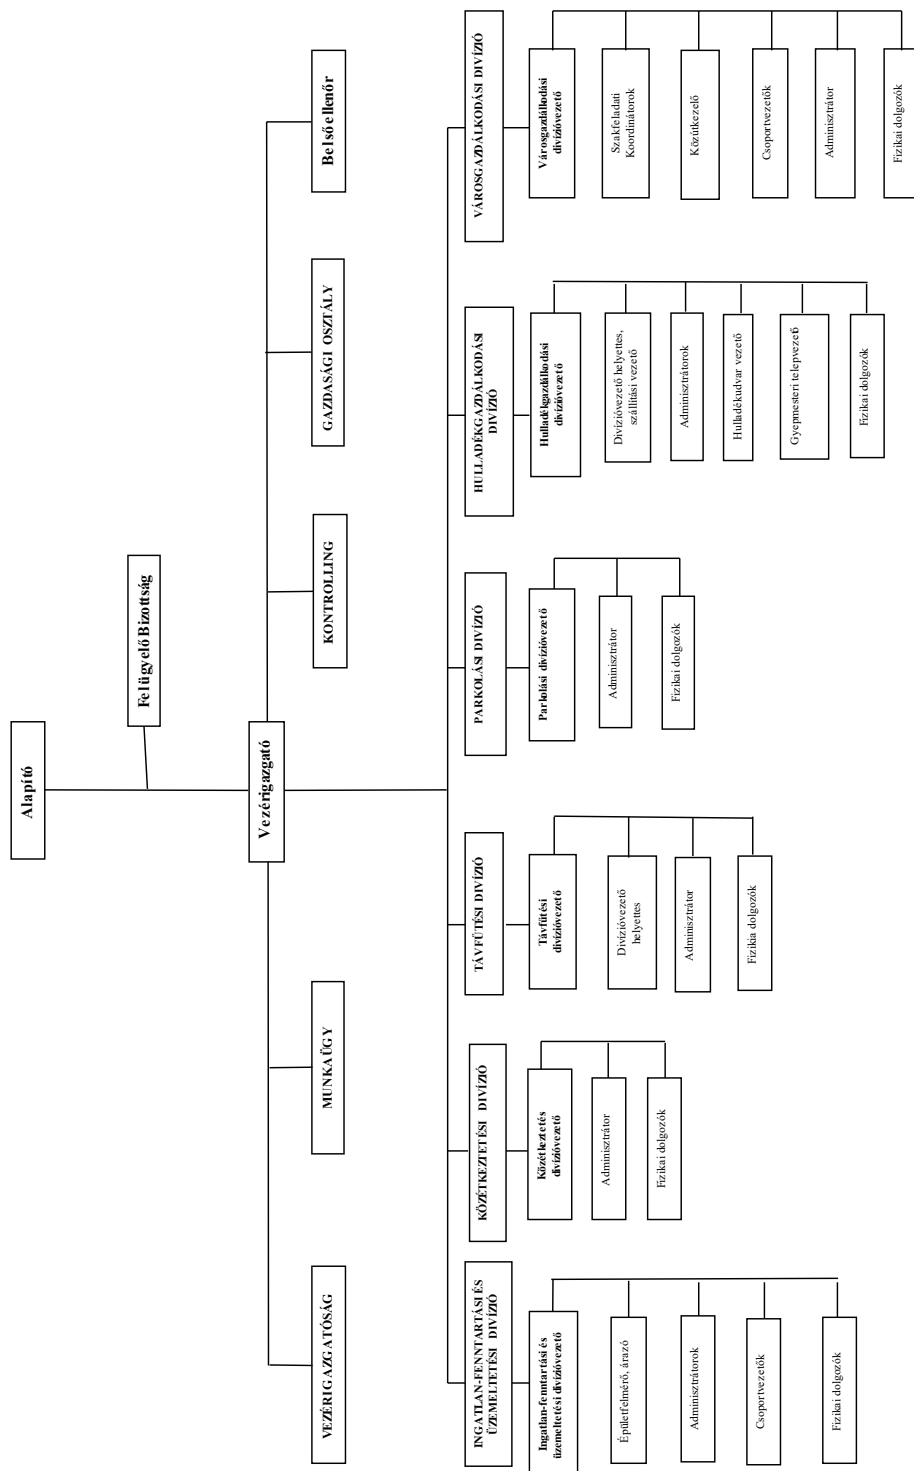 Alapító
Felügyelő Bizottság
Vezérigazgató
VEZÉRIGAZGATÓSÁG
MUNKAÜGY
KONTROLLING
GAZDASÁGI OSZTÁLY
Belső ellenőr
INGATLAN-FENNTARTÁSI ÉS
ÜZEMELTETÉSI DIVÍZIÓ
Ingatlan-fenntartási és
üzemeltetési divízióvezető
Épületfelmérő, árazó
Adminisztrátorok
Csoportvezetők
Fizikai dolgozók
KÖZÉTKEZTETÉSI DIVÍZIÓ
Közétkeztetés
divízióvezető
Adminisztrátor
Fizikai dolgozók
TÁVFŰTÉSI DIVÍZIÓ
Távfűtési
divízióvezető
Divízióvezető
helyettes
Adminisztrátor
Fizikia dolgozók
PARKOLÁSI DIVÍZIÓ
Parkolási divízióvezető
Adminisztrátor
Fizikai dolgozók
HULLADÉKGAZDÁLKODÁSI
DIVÍZIÓ
Hulladékgazdálkodási
divízióvezető
Divízióvezető helyettes,
szállítási vezető
Adminisztrátorok
Hulladékudvar vezető
Gyepmesteri telepvezető
Fizikai dolgozók
VÁROSGAZDÁLKODÁSI DIVÍZIÓ
Városgazdálkodási
divízióvezető
Szakfeladati
Koordinátorok
Közútkezelő
Csoportvezetők
Adminisztrátor
Fizikai dolgozók